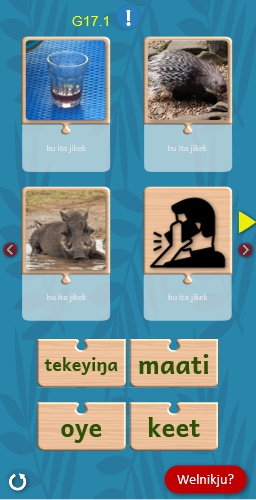 G17.1 !
bu ita jikek
bu ita jikek
bu ita jikek
bu ita jikek
tekeyiŋa
maati
oye
keet
Welnikju?